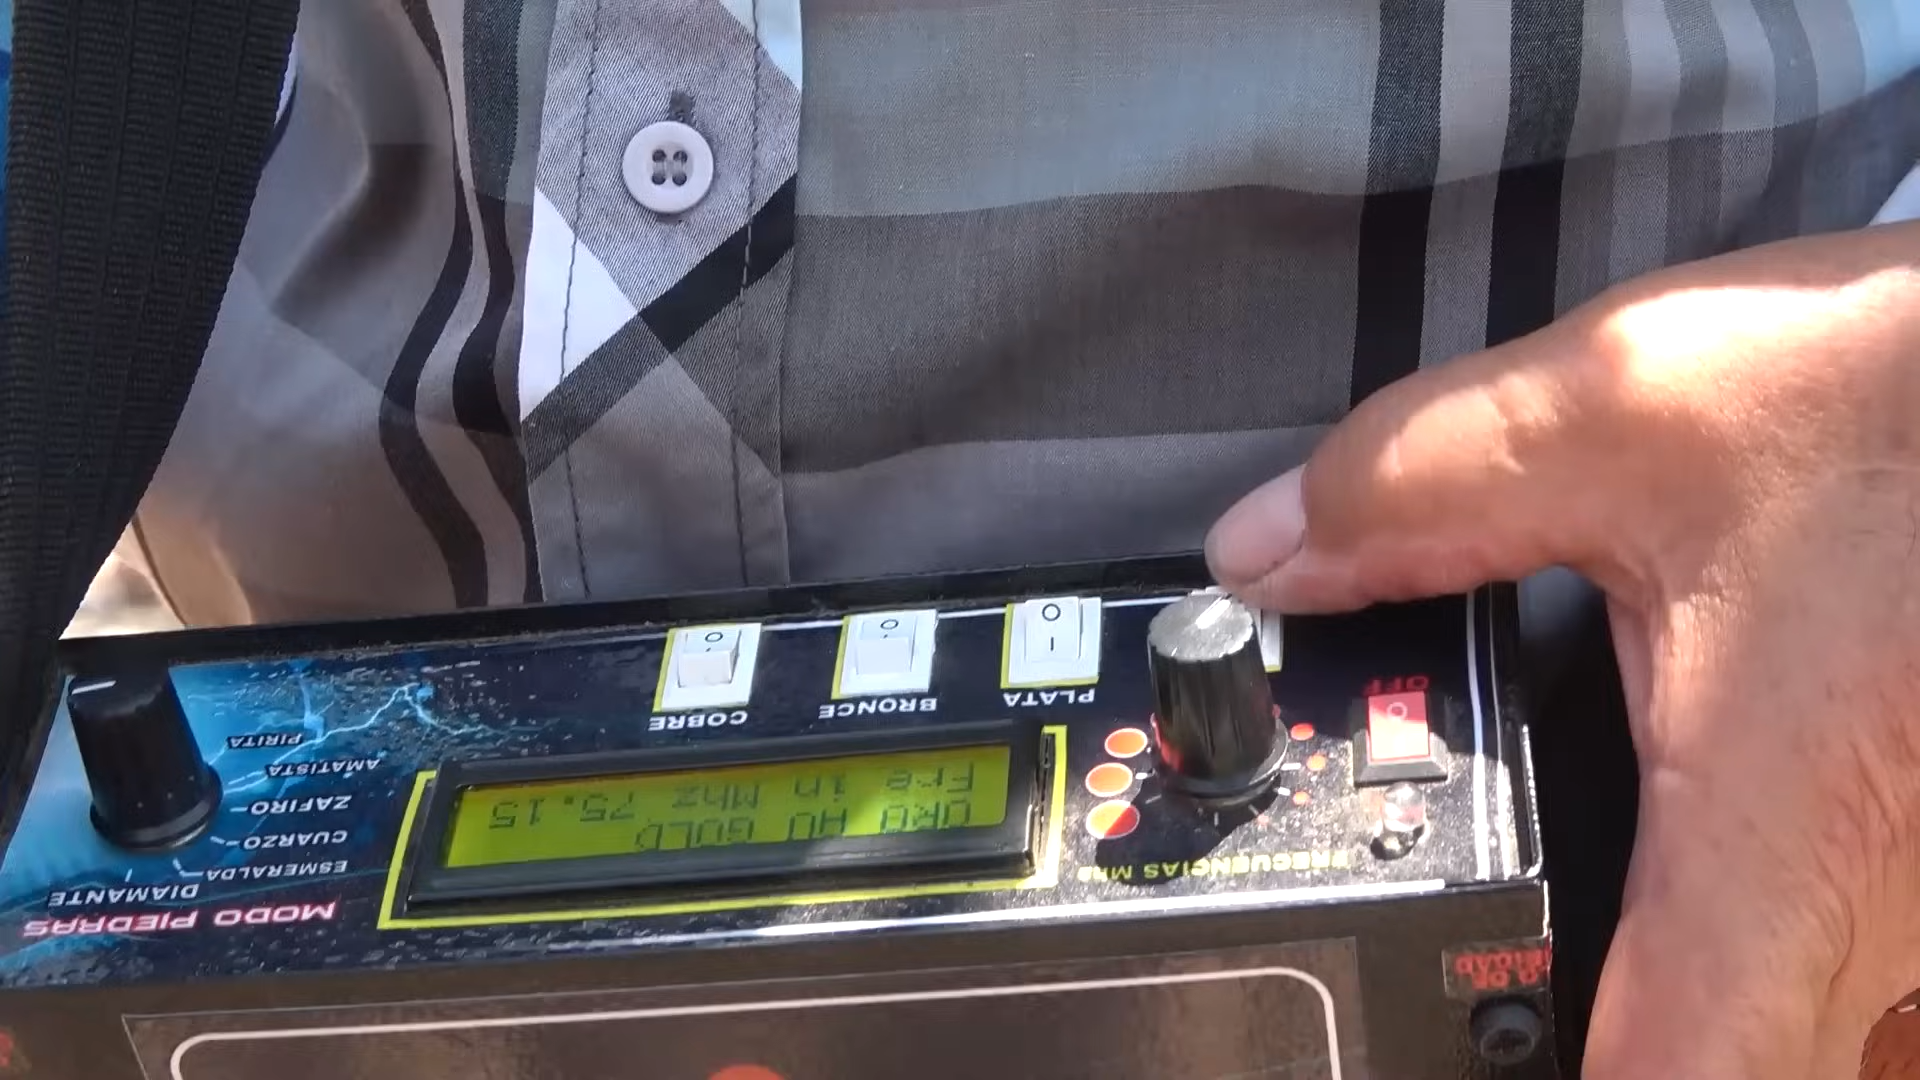 MODO PIEDRAS
DIAMANTE
ESMERALDA
CUARZO
ZAFIRO
AMATISTA
PIRITA
FRECUENCIAS
ORO AU GOLD
Fre in Mhz 75.15
PLATA
BRONCE
COBRE
OFF